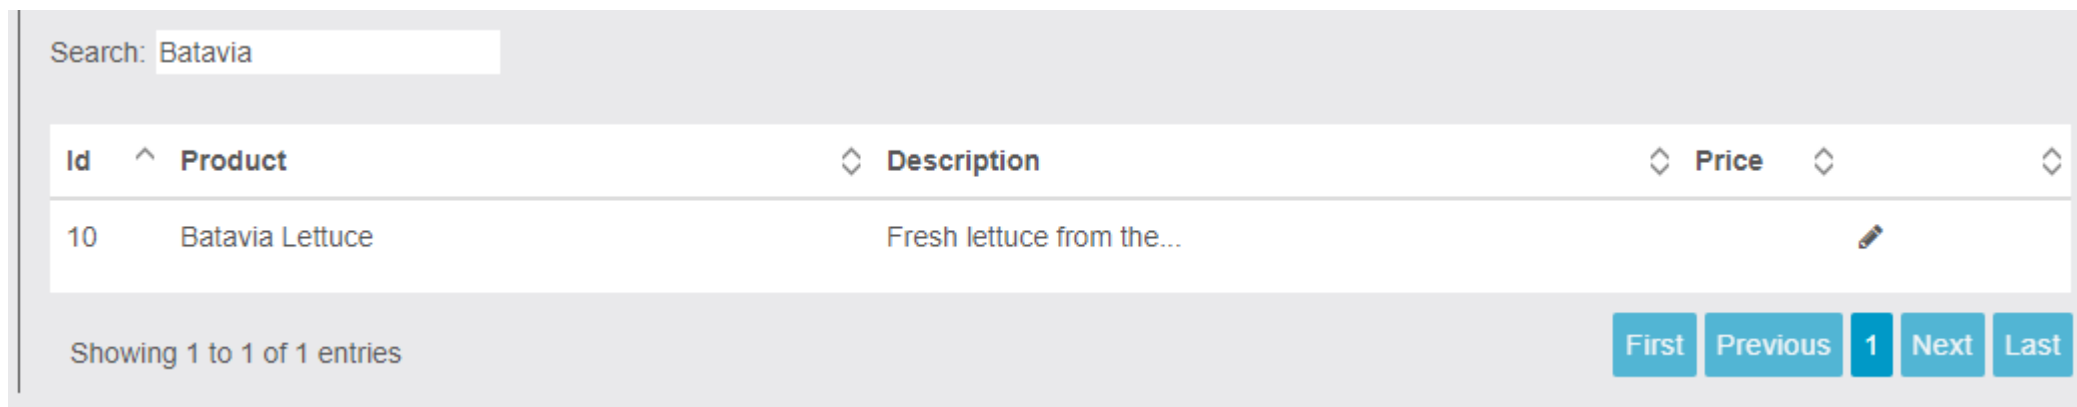 Search: Batavia
Id Product Description Price
10 Batavia Lettuce Fresh lettuce from the...
Showing 1 to 1 of 1 entries First Previous 1 Next Last